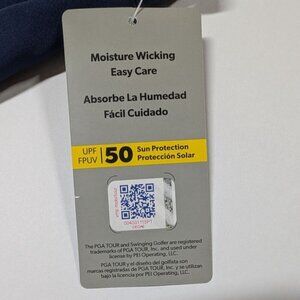 Moisture Wicking
Easy Care
Absorbe La Humedad
Fácil Cuidado
UPF
FPUV
50
Sun Protection
Protección Solar
The PGA TOUR and Swinging Golfer are registered
trademarks of PGA TOUR, Inc. and used under
license by PEI Operating, LLC.
PGA TOUR y el diseño del golfista son
marcas registradas de PGA TOUR, Inc. y se utilizan
bajo la licencia por PEI Operating, LLC.